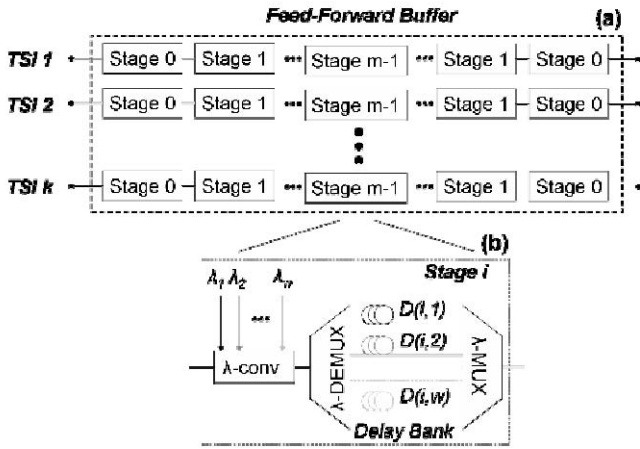 Feed-Forward Buffer (a)
TSI 1 Stage 0 Stage 1 ••• Stage m-1 ••• Stage 1 Stage 0
TSI 2 Stage 0 Stage 1 ••• Stage m-1 ••• Stage 1 Stage 0
TSI k Stage 0 Stage 1 ••• Stage m-1 ••• Stage 1 Stage 0
(b)
Stage i
λ1 λ2 •••
λ-conv
λ-DEMUX
D(i,1)
D(i,2)
D(i,w)
λ-MUX
Delay Bank